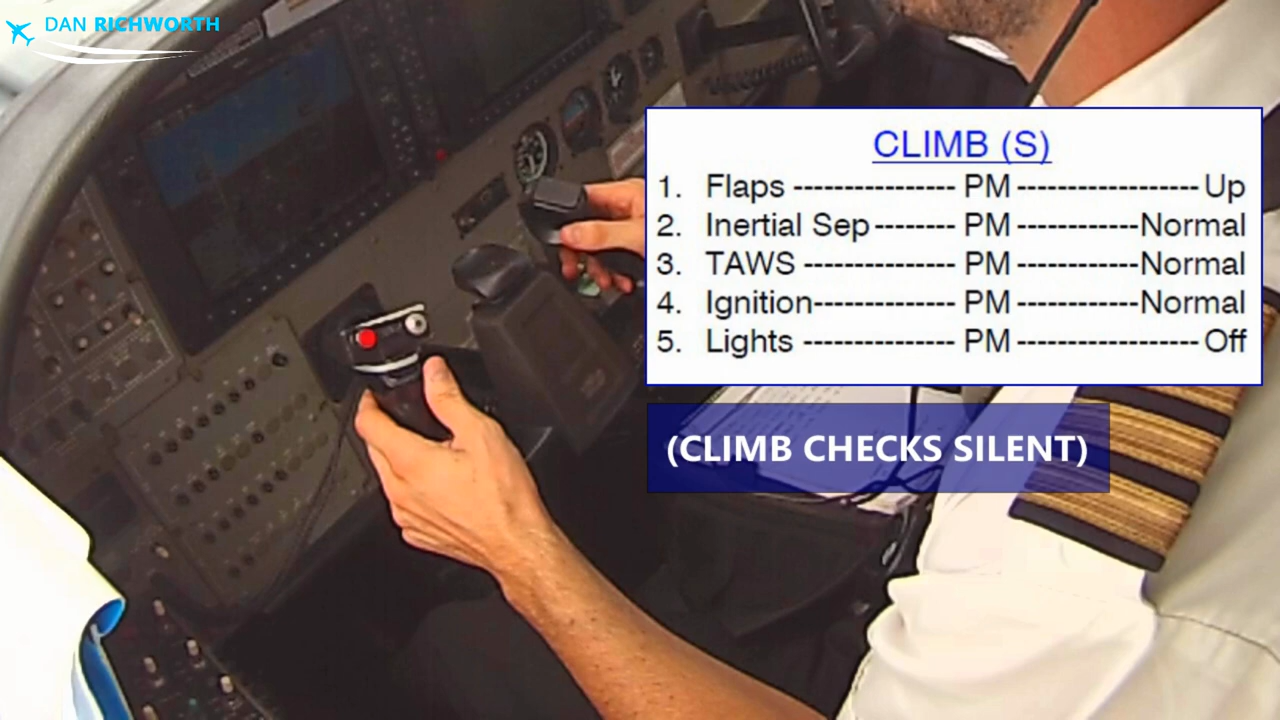 DAN RICHWORTH
CLIMB (S)
1. Flaps ---------------- PM ------------------ Up
2. Inertial Sep -------- PM ------------Normal
3. TAWS --------------- PM ------------Normal
4. Ignition-------------- PM ------------Normal
5. Lights --------------- PM ------------------ Off
(CLIMB CHECKS SILENT)